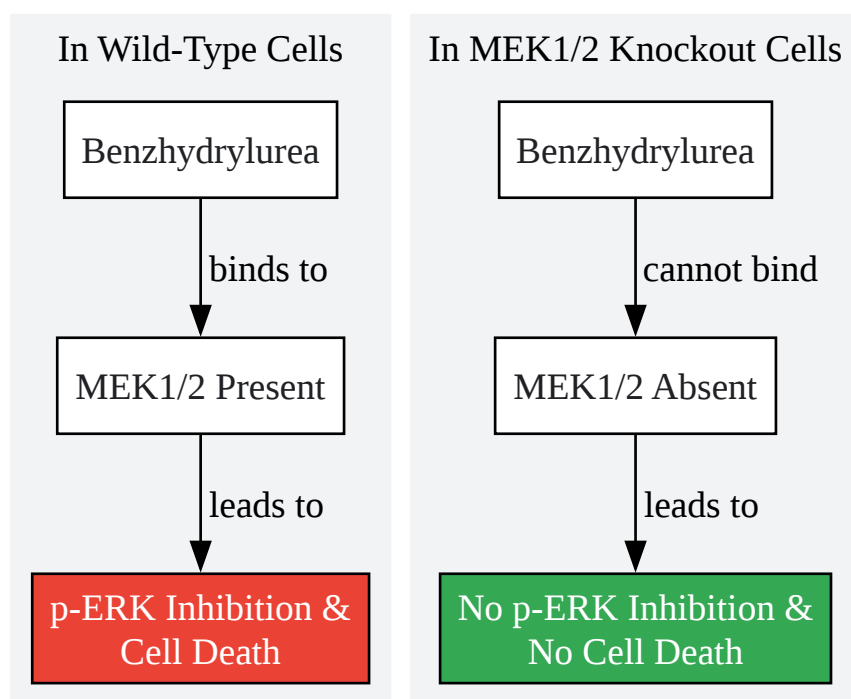 In Wild-Type Cells
Benzhydrylurea
binds to
MEK1/2 Present
leads to
p-ERK Inhibition &
Cell Death
In MEK1/2 Knockout Cells
Benzhydrylurea
cannot bind
MEK1/2 Absent
leads to
No p-ERK Inhibition &
No Cell Death